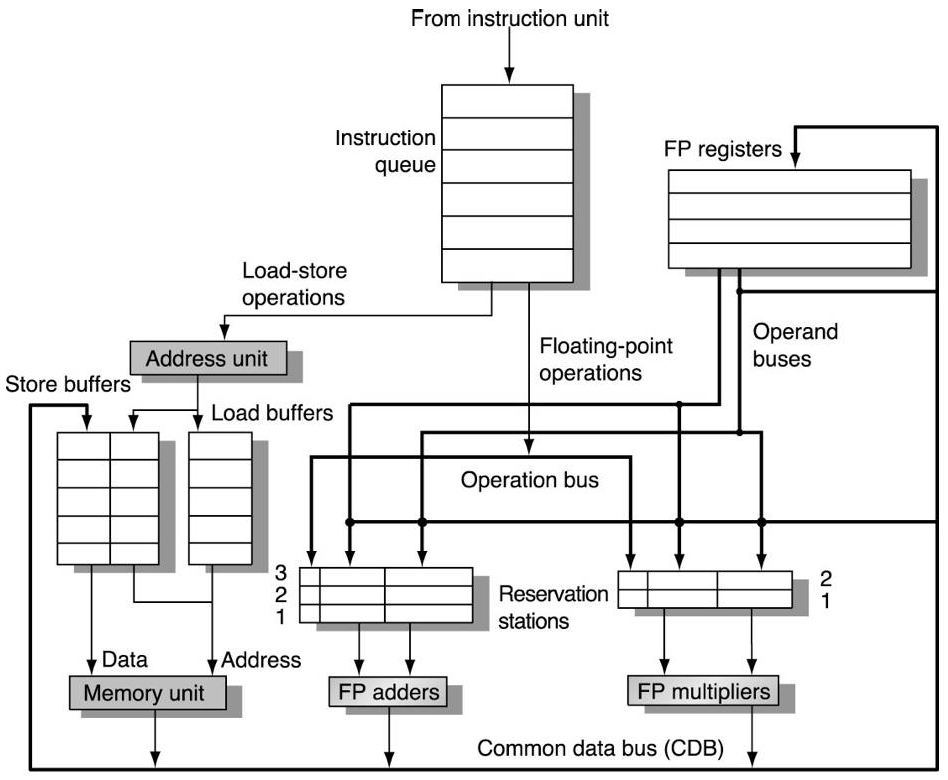 From instruction unit
Instruction
queue
FP registers
Load-store
operations
Address unit
Floating-point
operations
Operand
buses
Store buffers
Load buffers
Operation bus
3
2
1
Reservation
stations
2
1
Data
Address
Memory unit
FP adders
FP multipliers
Common data bus (CDB)